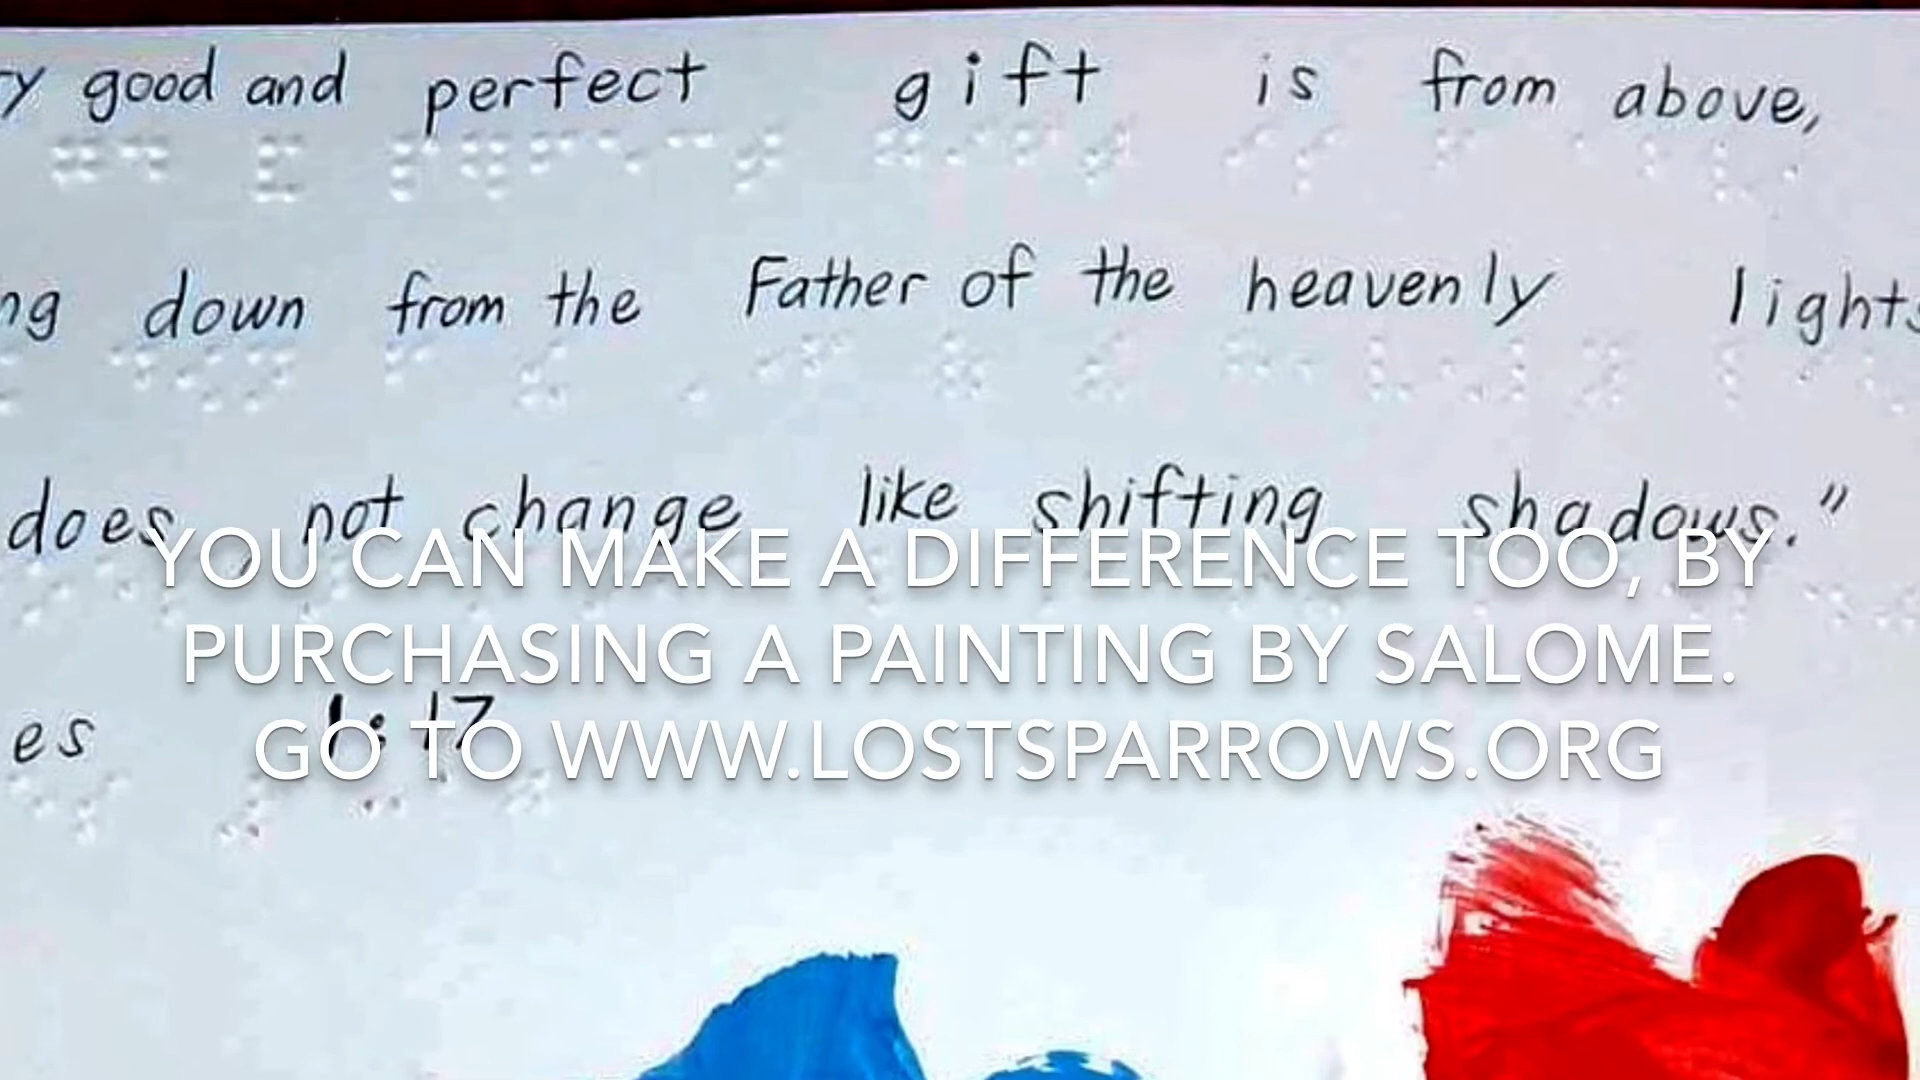 ry good and perfect gift is from above,
ng down from the Father of the heavenly lights
does not change like shifting shadows."
YOU CAN MAKE A DIFFERENCE TOO, BY
PURCHASING A PAINTING BY SALOME.
es 1:17
GO TO WWW.LOSTSPARROWS.ORG